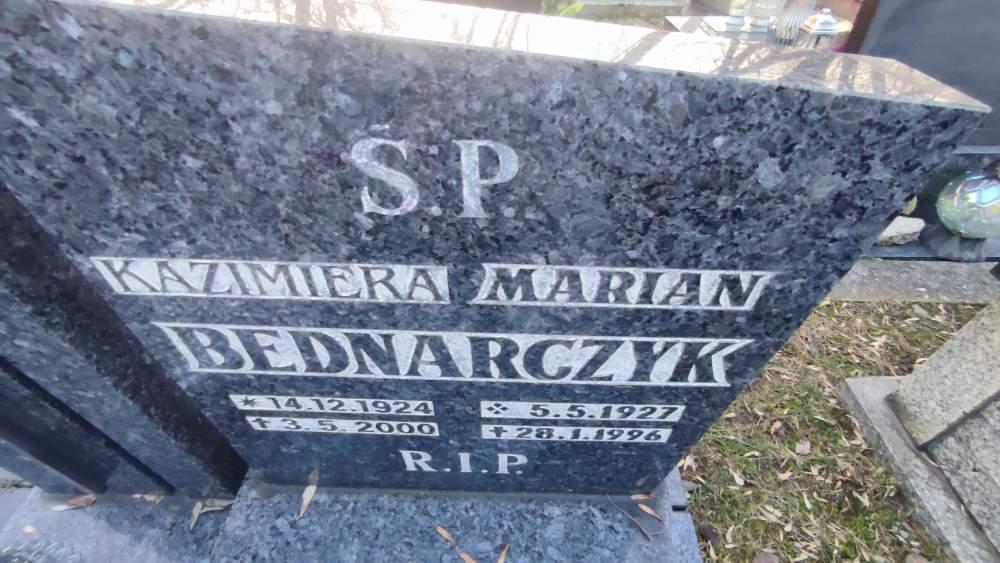 Ś.P.
KAZIMIERA MARIAN
BEDNARCZYK
* 14.12.1924 * 5.5.1927
† 3.5.2000 † 28.1.1996
R.I.P.